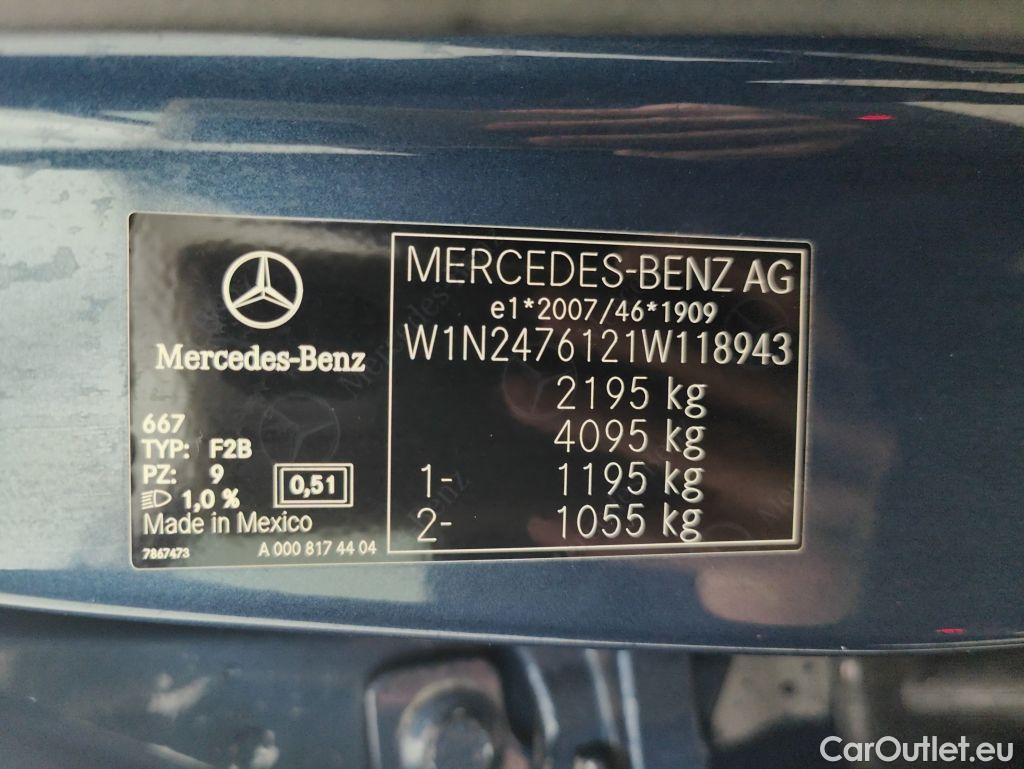 Mercedes-Benz
667
TYP: F2B
PZ: 9
1,0 %
0,51
Made in Mexico
7867473
A 000 817 44 04
MERCEDES-BENZ AG
e1*2007/46*1909
W1N2476121W118943
2195 kg
4095 kg
1- 1195 kg
2- 1055 kg
CarOutlet.eu